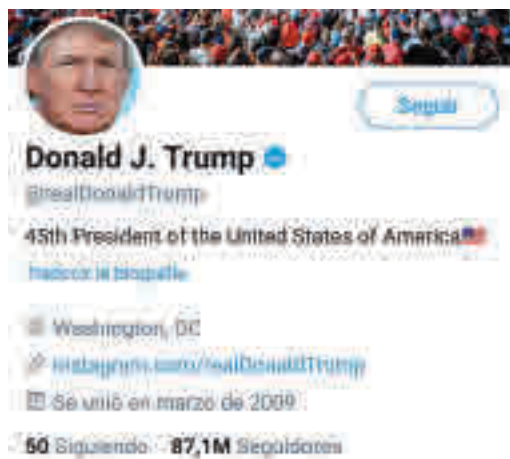 Seguir
Donald J. Trump
@realDonaldTrump
45th President of the United States of America
Traducir la biografía
Washington, DC
instagram.com/realDonaldTrump
Se unió en marzo de 2009
50 Siguiendo 87,1M Seguidores